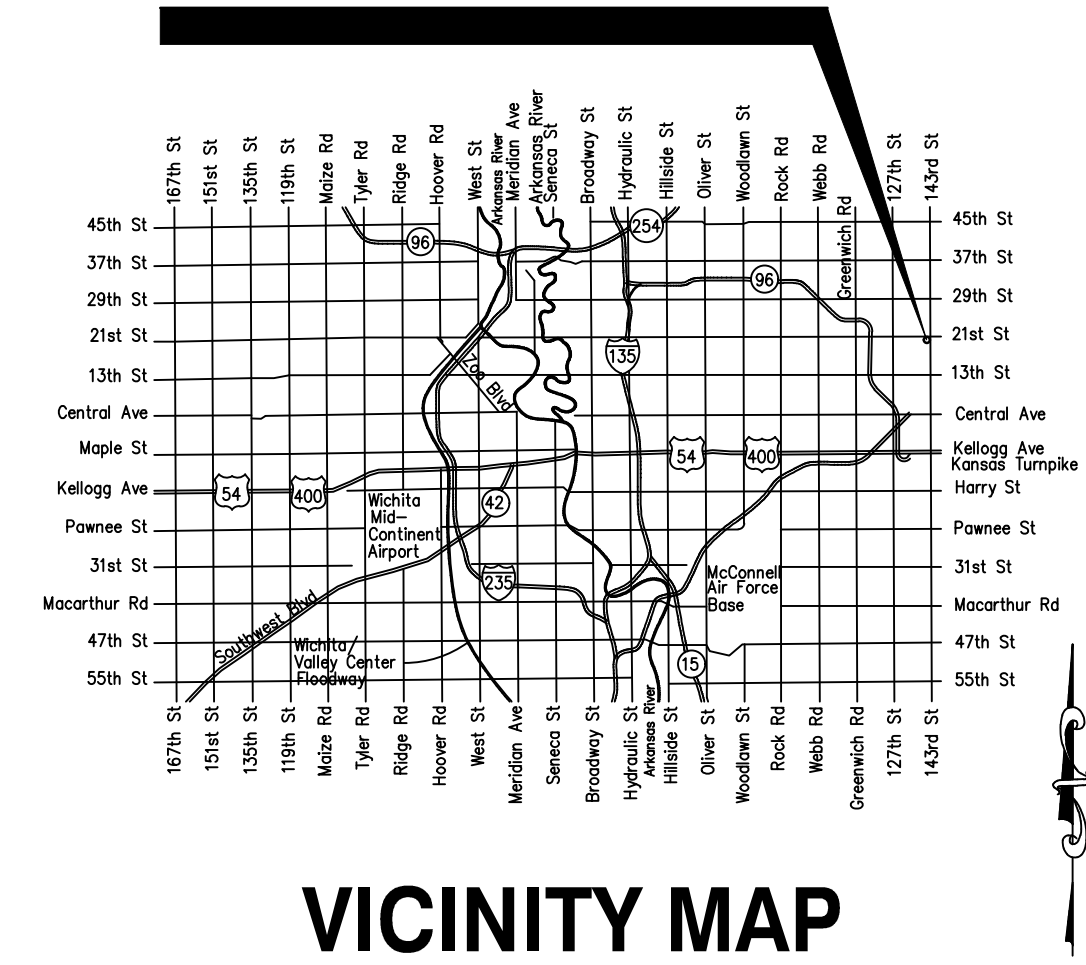 167th St
151st St
135th St
119th St
Maize Rd
Tyler Rd
Ridge Rd
Hoover Rd
West St
Arkansas River
Meridian Ave
Arkansas River
Seneca St
Broadway St
Hydraulic St
Hillside St
Oliver St
Woodlawn St
Rock Rd
Webb Rd
Greenwich Rd
127th St
143rd St
45th St
37th St
29th St
21st St
13th St
Central Ave
Maple St
Kellogg Ave
Pawnee St
31st St
Macarthur Rd
47th St
55th St
96
254
96
135
Zoo Blvd
54
400
54
400
42
Wichita
Mid-
Continent
Airport
235
McConnell
Air Force
Base
Southwest Blvd
Wichita/
Valley Center
Floodway
15
45th St
37th St
29th St
21st St
13th St
Central Ave
Kellogg Ave
Kansas Turnpike
Harry St
Pawnee St
31st St
Macarthur Rd
47th St
55th St
167th St
151st St
135th St
119th St
Maize Rd
Tyler Rd
Ridge Rd
Hoover Rd
West St
Meridian Ave
Seneca St
Broadway St
Hydraulic St
Arkansas River
Hillside St
Oliver St
Woodlawn St
Rock Rd
Webb Rd
Greenwich Rd
127th St
143rd St
VICINITY MAP